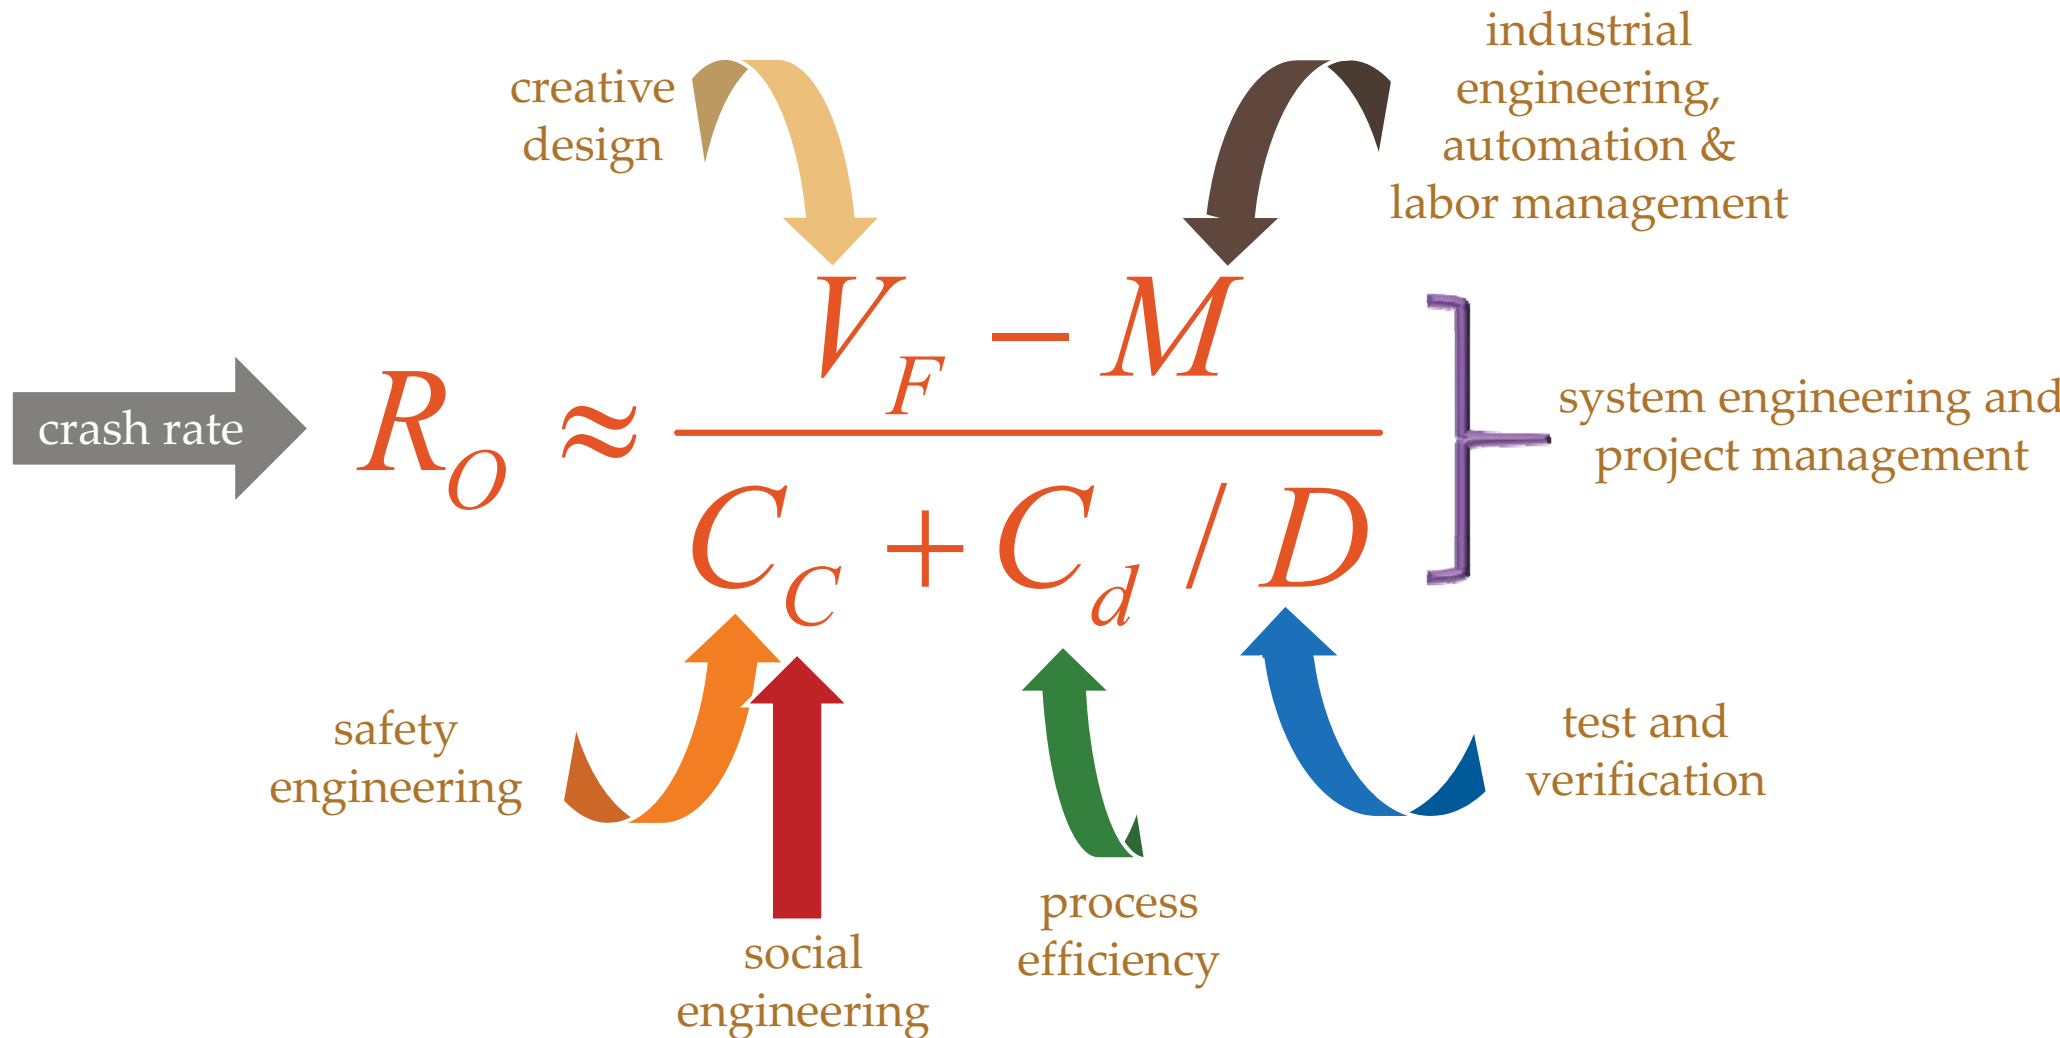 creative
design
industrial
engineering,
automation &
labor management
crash rate
R_O ≈ (V_F − M) / (C_C + C_d / D)
system engineering and
project management
safety
engineering
social
engineering
process
efficiency
test and
verification